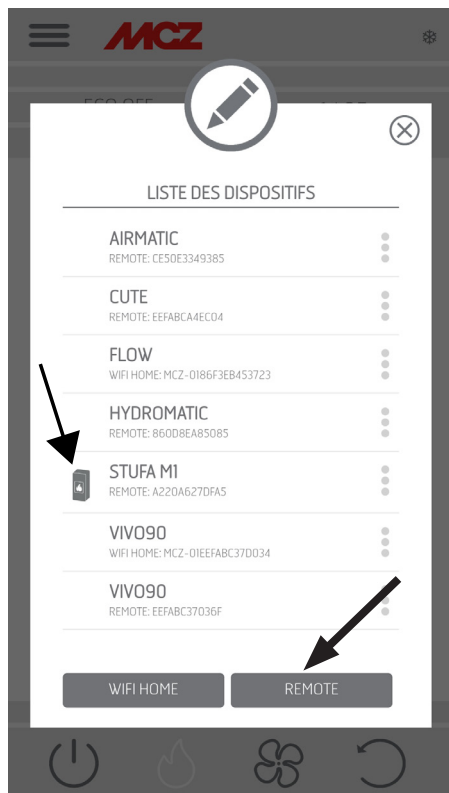 MCZ
LISTE DES DISPOSITIFS
AIRMATIC
REMOTE: CE50E3349385
CUTE
REMOTE: EEFABCA4EC04
FLOW
WIFI HOME: MCZ-0186F3EB453723
HYDROMATIC
REMOTE: 860D8EA85085
STUFA M1
REMOTE: A220A627DFA5
VIVO90
WIFI HOME: MCZ-01EEFABC37D034
VIVO90
REMOTE: EEFABC37036F
WIFI HOME
REMOTE